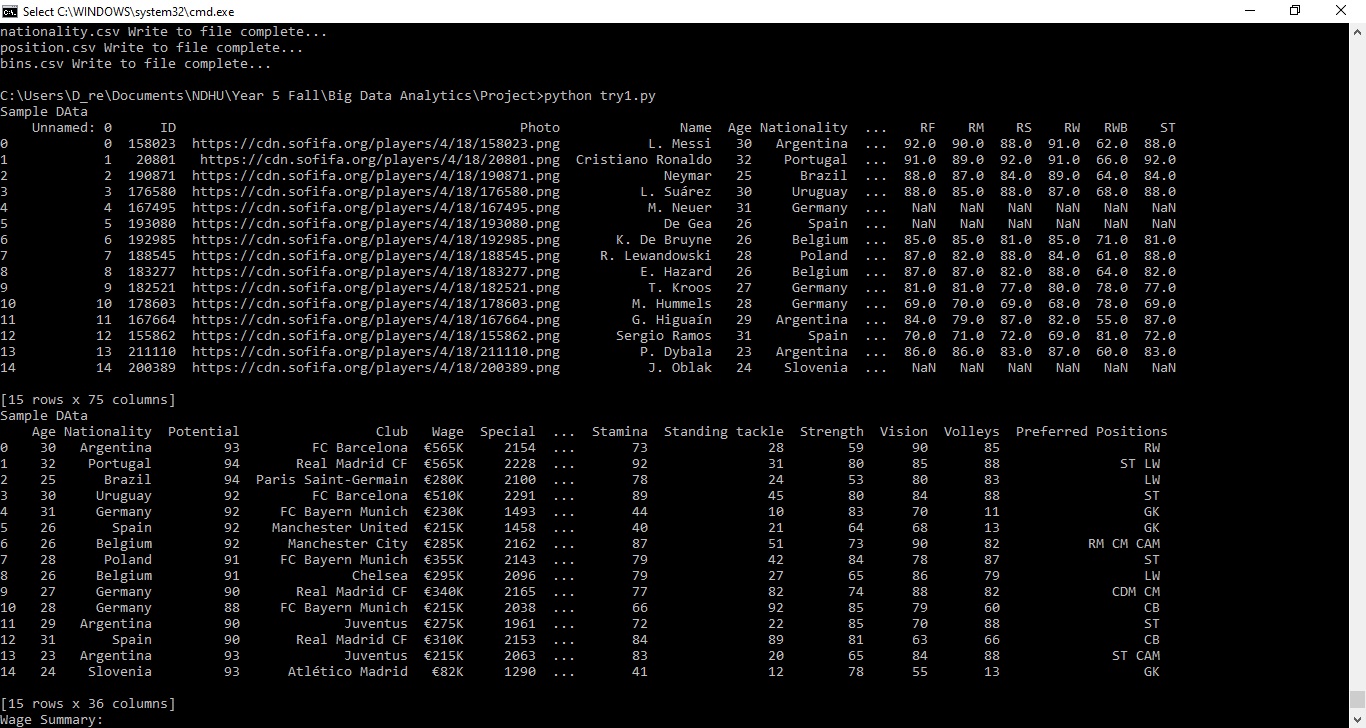 Select C:\WINDOWS\system32\cmd.exe
nationality.csv Write to file complete...
position.csv Write to file complete...
bins.csv Write to file complete...
C:\Users\D_re\Documents\NDHU\Year 5 Fall\Big Data Analytics\Project>python try1.py
Sample DAta
Unnamed: 0 ID Photo Name Age Nationality ... RF RM RS RW RWB ST
0 0 158023 https://cdn.sofifa.org/players/4/18/158023.png L. Messi 30 Argentina ... 92.0 90.0 88.0 91.0 62.0 88.0
1 1 20801 https://cdn.sofifa.org/players/4/18/20801.png Cristiano Ronaldo 32 Portugal ... 91.0 89.0 92.0 91.0 66.0 92.0
2 2 190871 https://cdn.sofifa.org/players/4/18/190871.png Neymar 25 Brazil ... 88.0 87.0 84.0 89.0 64.0 84.0
3 3 176580 https://cdn.sofifa.org/players/4/18/176580.png L. Suárez 30 Uruguay ... 88.0 85.0 88.0 87.0 68.0 88.0
4 4 167495 https://cdn.sofifa.org/players/4/18/167495.png M. Neuer 31 Germany ... NaN NaN NaN NaN NaN NaN
5 5 193080 https://cdn.sofifa.org/players/4/18/193080.png De Gea 26 Spain ... NaN NaN NaN NaN NaN NaN
6 6 192985 https://cdn.sofifa.org/players/4/18/192985.png K. De Bruyne 26 Belgium ... 85.0 85.0 81.0 85.0 71.0 81.0
7 7 188545 https://cdn.sofifa.org/players/4/18/188545.png R. Lewandowski 28 Poland ... 87.0 82.0 88.0 84.0 61.0 88.0
8 8 183277 https://cdn.sofifa.org/players/4/18/183277.png E. Hazard 26 Belgium ... 87.0 87.0 82.0 88.0 64.0 82.0
9 9 182521 https://cdn.sofifa.org/players/4/18/182521.png T. Kroos 27 Germany ... 81.0 81.0 77.0 80.0 78.0 77.0
10 10 178603 https://cdn.sofifa.org/players/4/18/178603.png M. Hummels 28 Germany ... 69.0 70.0 69.0 68.0 78.0 69.0
11 11 167664 https://cdn.sofifa.org/players/4/18/167664.png G. Higuaín 29 Argentina ... 84.0 79.0 87.0 82.0 55.0 87.0
12 12 155862 https://cdn.sofifa.org/players/4/18/155862.png Sergio Ramos 31 Spain ... 70.0 71.0 72.0 69.0 81.0 72.0
13 13 211110 https://cdn.sofifa.org/players/4/18/211110.png P. Dybala 23 Argentina ... 86.0 86.0 83.0 87.0 60.0 83.0
14 14 200389 https://cdn.sofifa.org/players/4/18/200389.png J. Oblak 24 Slovenia ... NaN NaN NaN NaN NaN NaN
[15 rows x 75 columns]
Sample DAta
Age Nationality Potential Club Wage Special ... Stamina Standing tackle Strength Vision Volleys Preferred Positions
0 30 Argentina 93 FC Barcelona €565K 2154 ... 73 28 59 90 85 RW
1 32 Portugal 94 Real Madrid CF €565K 2228 ... 92 31 80 85 88 ST LW
2 25 Brazil 94 Paris Saint-Germain €280K 2100 ... 78 24 53 80 83 LW
3 30 Uruguay 92 FC Barcelona €510K 2291 ... 89 45 80 84 88 ST
4 31 Germany 92 FC Bayern Munich €230K 1493 ... 44 10 83 70 11 GK
5 26 Spain 92 Manchester United €215K 1458 ... 40 21 64 68 13 GK
6 26 Belgium 92 Manchester City €285K 2162 ... 87 51 73 90 82 RM CM CAM
7 28 Poland 91 FC Bayern Munich €355K 2143 ... 79 42 84 78 87 ST
8 26 Belgium 91 Chelsea €295K 2096 ... 79 27 65 86 79 LW
9 27 Germany 90 Real Madrid CF €340K 2165 ... 77 82 74 88 82 CDM CM
10 28 Germany 88 FC Bayern Munich €215K 2038 ... 66 92 85 79 60 CB
11 29 Argentina 90 Juventus €275K 1961 ... 72 22 85 70 88 ST
12 31 Spain 90 Real Madrid CF €310K 2153 ... 84 89 81 63 66 CB
13 23 Argentina 93 Juventus €215K 2063 ... 83 20 65 84 88 ST CAM
14 24 Slovenia 93 Atlético Madrid €82K 1290 ... 41 12 78 55 13 GK
[15 rows x 36 columns]
Wage Summary: